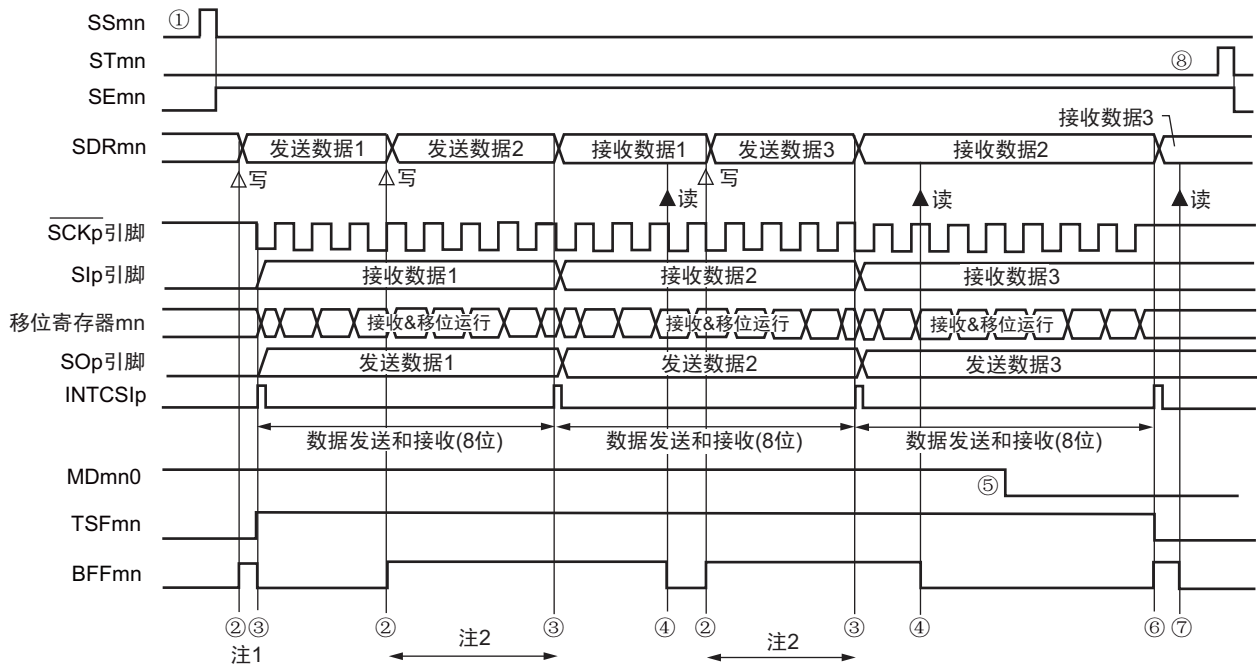 SSmn ①
STmn ⑧
SEmn
接收数据3
SDRmn 发送数据1 发送数据2 接收数据1 发送数据3 接收数据2
写 写 读 写 读 读
SCKp引脚
SIp引脚 接收数据1 接收数据2 接收数据3
移位寄存器mn 接收&移位运行 接收&移位运行 接收&移位运行
SOp引脚 发送数据1 发送数据2 发送数据3
INTCSIp
数据发送和接收(8位) 数据发送和接收(8位) 数据发送和接收(8位)
MDmn0 ⑤
TSFmn
BFFmn
② ③ ② ③ ④ ② ③ ④ ⑥ ⑦
注1 注2 注2